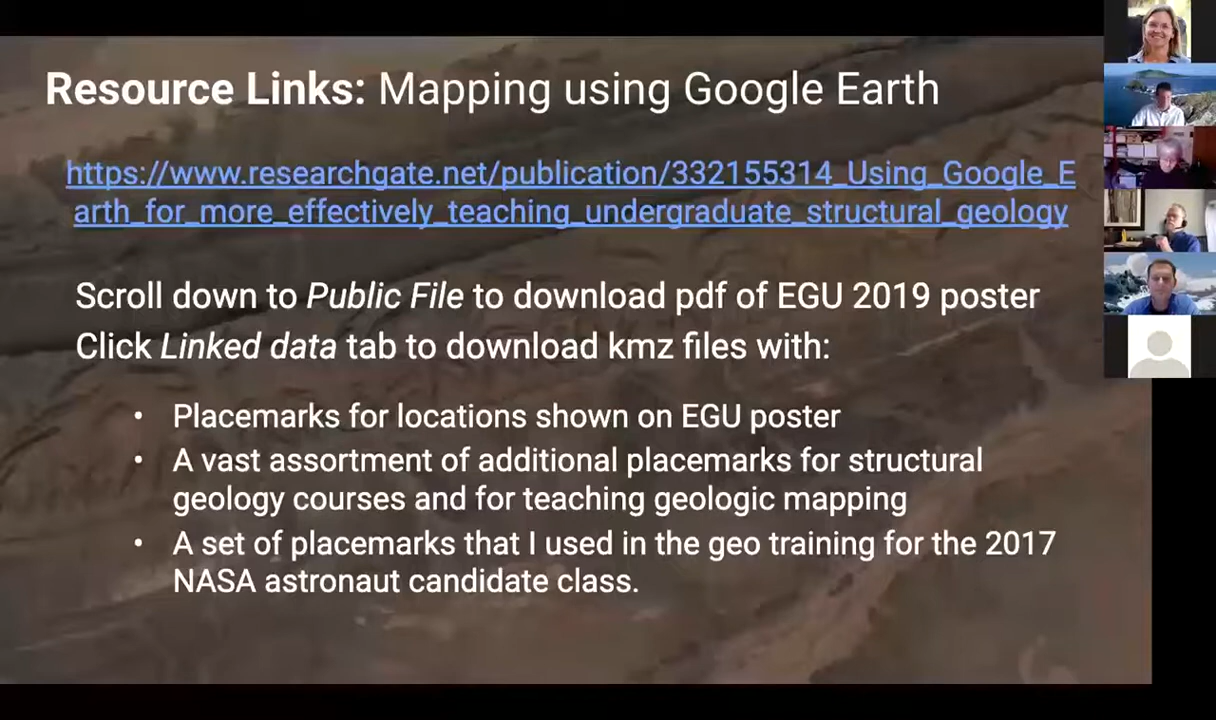 Resource Links: Mapping using Google Earth
https://www.researchgate.net/publication/332155314_Using_Google_E
arth_for_more_effectively_teaching_undergraduate_structural_geology
Scroll down to Public File to download pdf of EGU 2019 poster
Click Linked data tab to download kmz files with:
• Placemarks for locations shown on EGU poster
• A vast assortment of additional placemarks for structural
geology courses and for teaching geologic mapping
• A set of placemarks that I used in the geo training for the 2017
NASA astronaut candidate class.